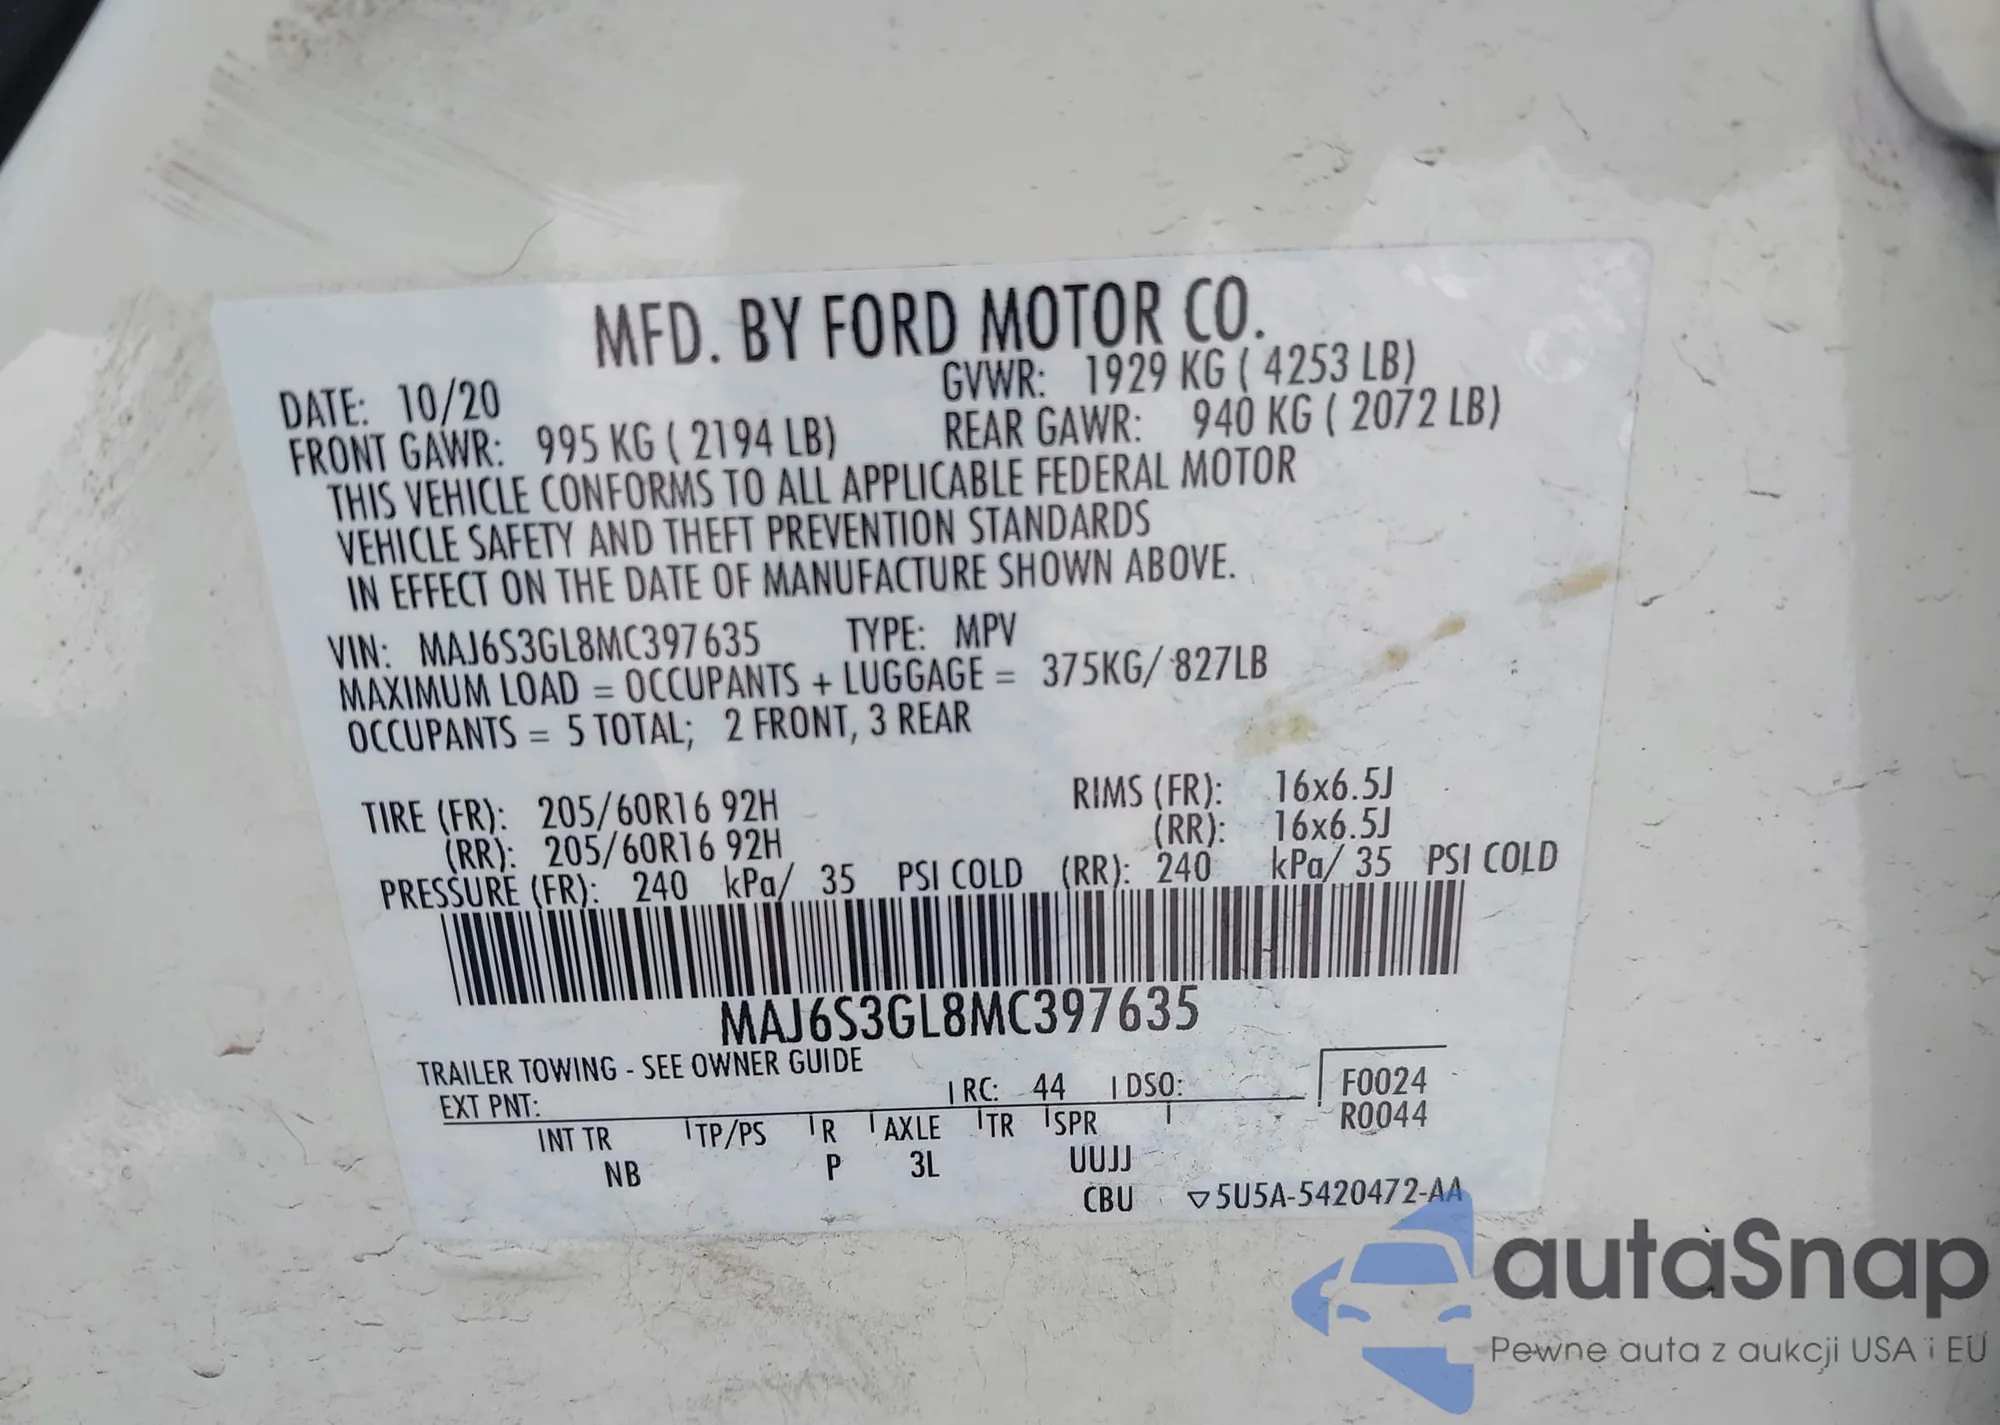 MFD. BY FORD MOTOR CO.
DATE: 10/20 GVWR: 1929 KG ( 4253 LB)
FRONT GAWR: 995 KG ( 2194 LB) REAR GAWR: 940 KG ( 2072 LB)
THIS VEHICLE CONFORMS TO ALL APPLICABLE FEDERAL MOTOR
VEHICLE SAFETY AND THEFT PREVENTION STANDARDS
IN EFFECT ON THE DATE OF MANUFACTURE SHOWN ABOVE.
VIN: MAJ6S3GL8MC397635 TYPE: MPV
MAXIMUM LOAD = OCCUPANTS + LUGGAGE = 375KG/ 827LB
OCCUPANTS = 5 TOTAL; 2 FRONT, 3 REAR
TIRE (FR): 205/60R16 92H RIMS (FR): 16x6.5J
(RR): 205/60R16 92H (RR): 16x6.5J
PRESSURE (FR): 240 kPa/ 35 PSI COLD (RR): 240 kPa/ 35 PSI COLD
MAJ6S3GL8MC397635
TRAILER TOWING - SEE OWNER GUIDE
EXT PNT: RC: 44 DSO: F0024
INT TR TP/PS R AXLE TR SPR R0044
NB P 3L UUJJ
CBU ▽5U5A-5420472-AA
autaSnap
Pewne auta z aukcji USA i EU